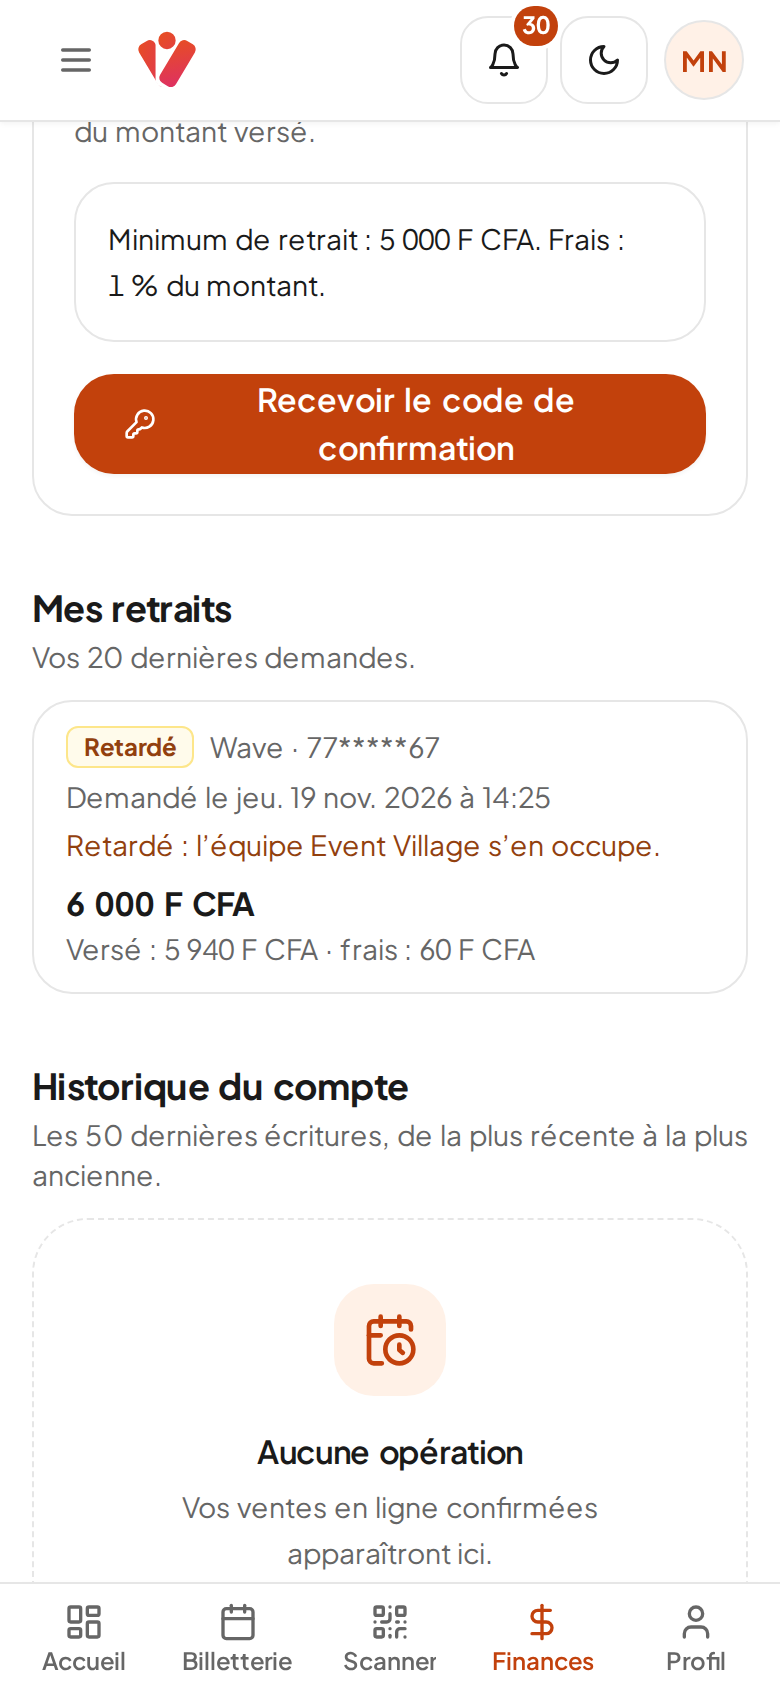 30
MN
du montant versé.
Minimum de retrait : 5 000 F CFA. Frais :
1 % du montant.
Recevoir le code de
confirmation
Mes retraits
Vos 20 dernières demandes.
Retardé Wave · 77*****67
Demandé le jeu. 19 nov. 2026 à 14:25
Retardé : l’équipe Event Village s’en occupe.
6 000 F CFA
Versé : 5 940 F CFA · frais : 60 F CFA
Historique du compte
Les 50 dernières écritures, de la plus récente à la plus
ancienne.
Aucune opération
Vos ventes en ligne confirmées
apparaîtront ici.
Accueil Billetterie Scanner Finances Profil